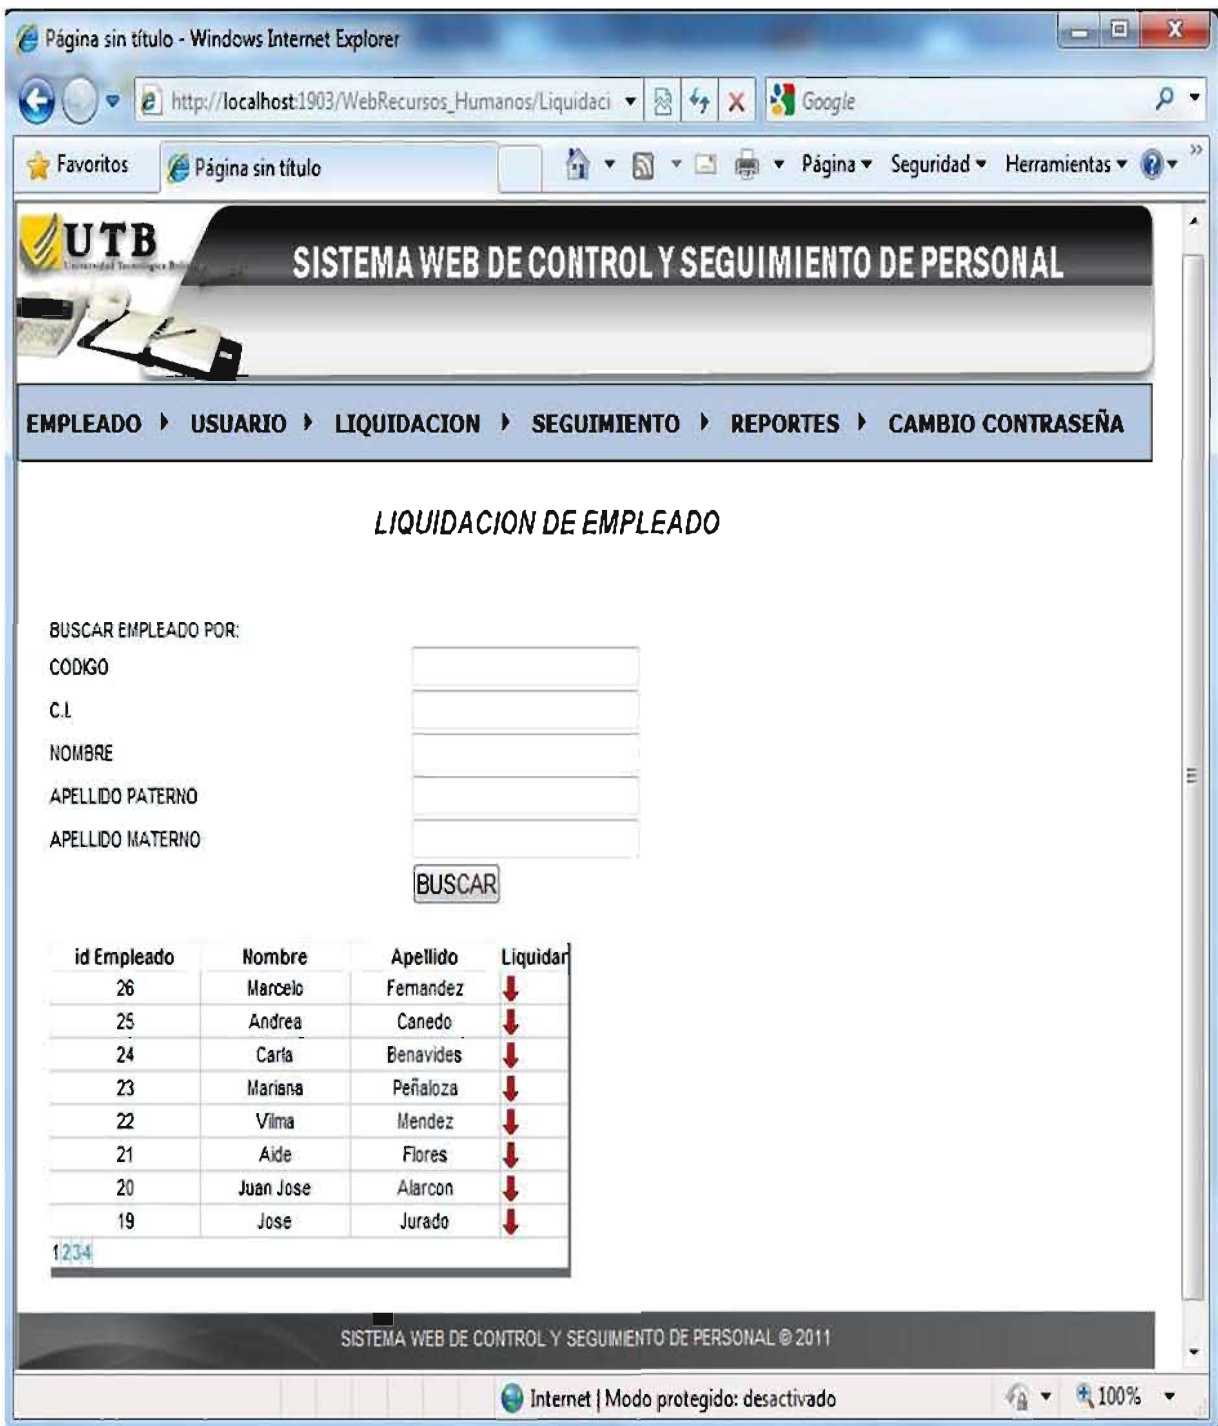 Página sin título - Windows Internet Explorer
http://localhost:1903/WebRecursos_Humanos/Liquidaci
Google
Favoritos
Página sin título
Página
Seguridad
Herramientas
UTB
SISTEMA WEB DE CONTROL Y SEGUIMIENTO DE PERSONAL
EMPLEADO USUARIO LIQUIDACION SEGUIMIENTO REPORTES CAMBIO CONTRASEÑA
LIQUIDACION DE EMPLEADO
BUSCAR EMPLEADO POR:
CODIGO
C.I.
NOMBRE
APELLIDO PATERNO
APELLIDO MATERNO
BUSCAR
id Empleado Nombre Apellido Liquidar
26 Marcelo Fernandez
25 Andrea Canedo
24 Carla Benavides
23 Mariana Peñaloza
22 Vilma Mendez
21 Aide Flores
20 Juan Jose Alarcon
19 Jose Jurado
1234
SISTEMA WEB DE CONTROL Y SEGUIMIENTO DE PERSONAL © 2011
Internet | Modo protegido: desactivado
100%